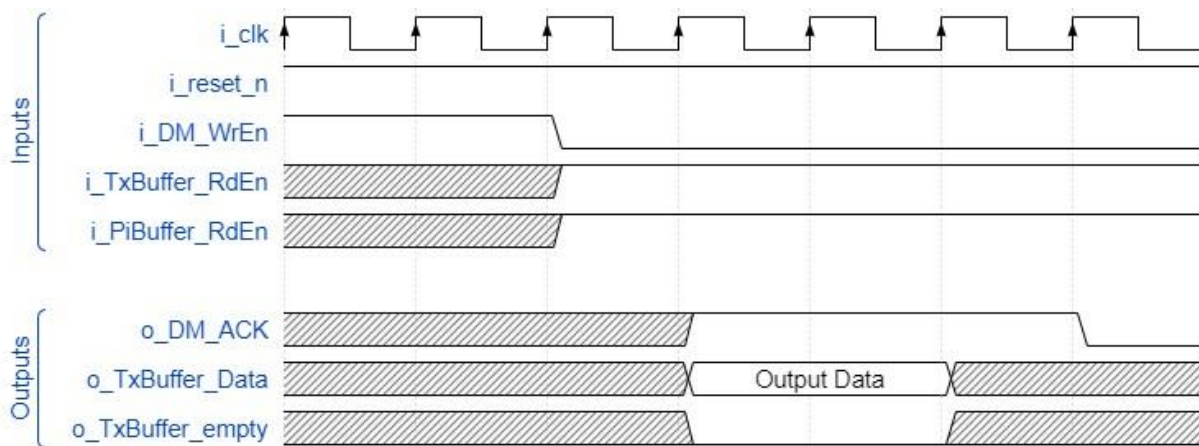 Inputs
i_clk
i_reset_n
i_DM_WrEn
i_TxBuffer_RdEn
i_PiBuffer_RdEn
Outputs
o_DM_ACK
o_TxBuffer_Data
Output Data
o_TxBuffer_empty